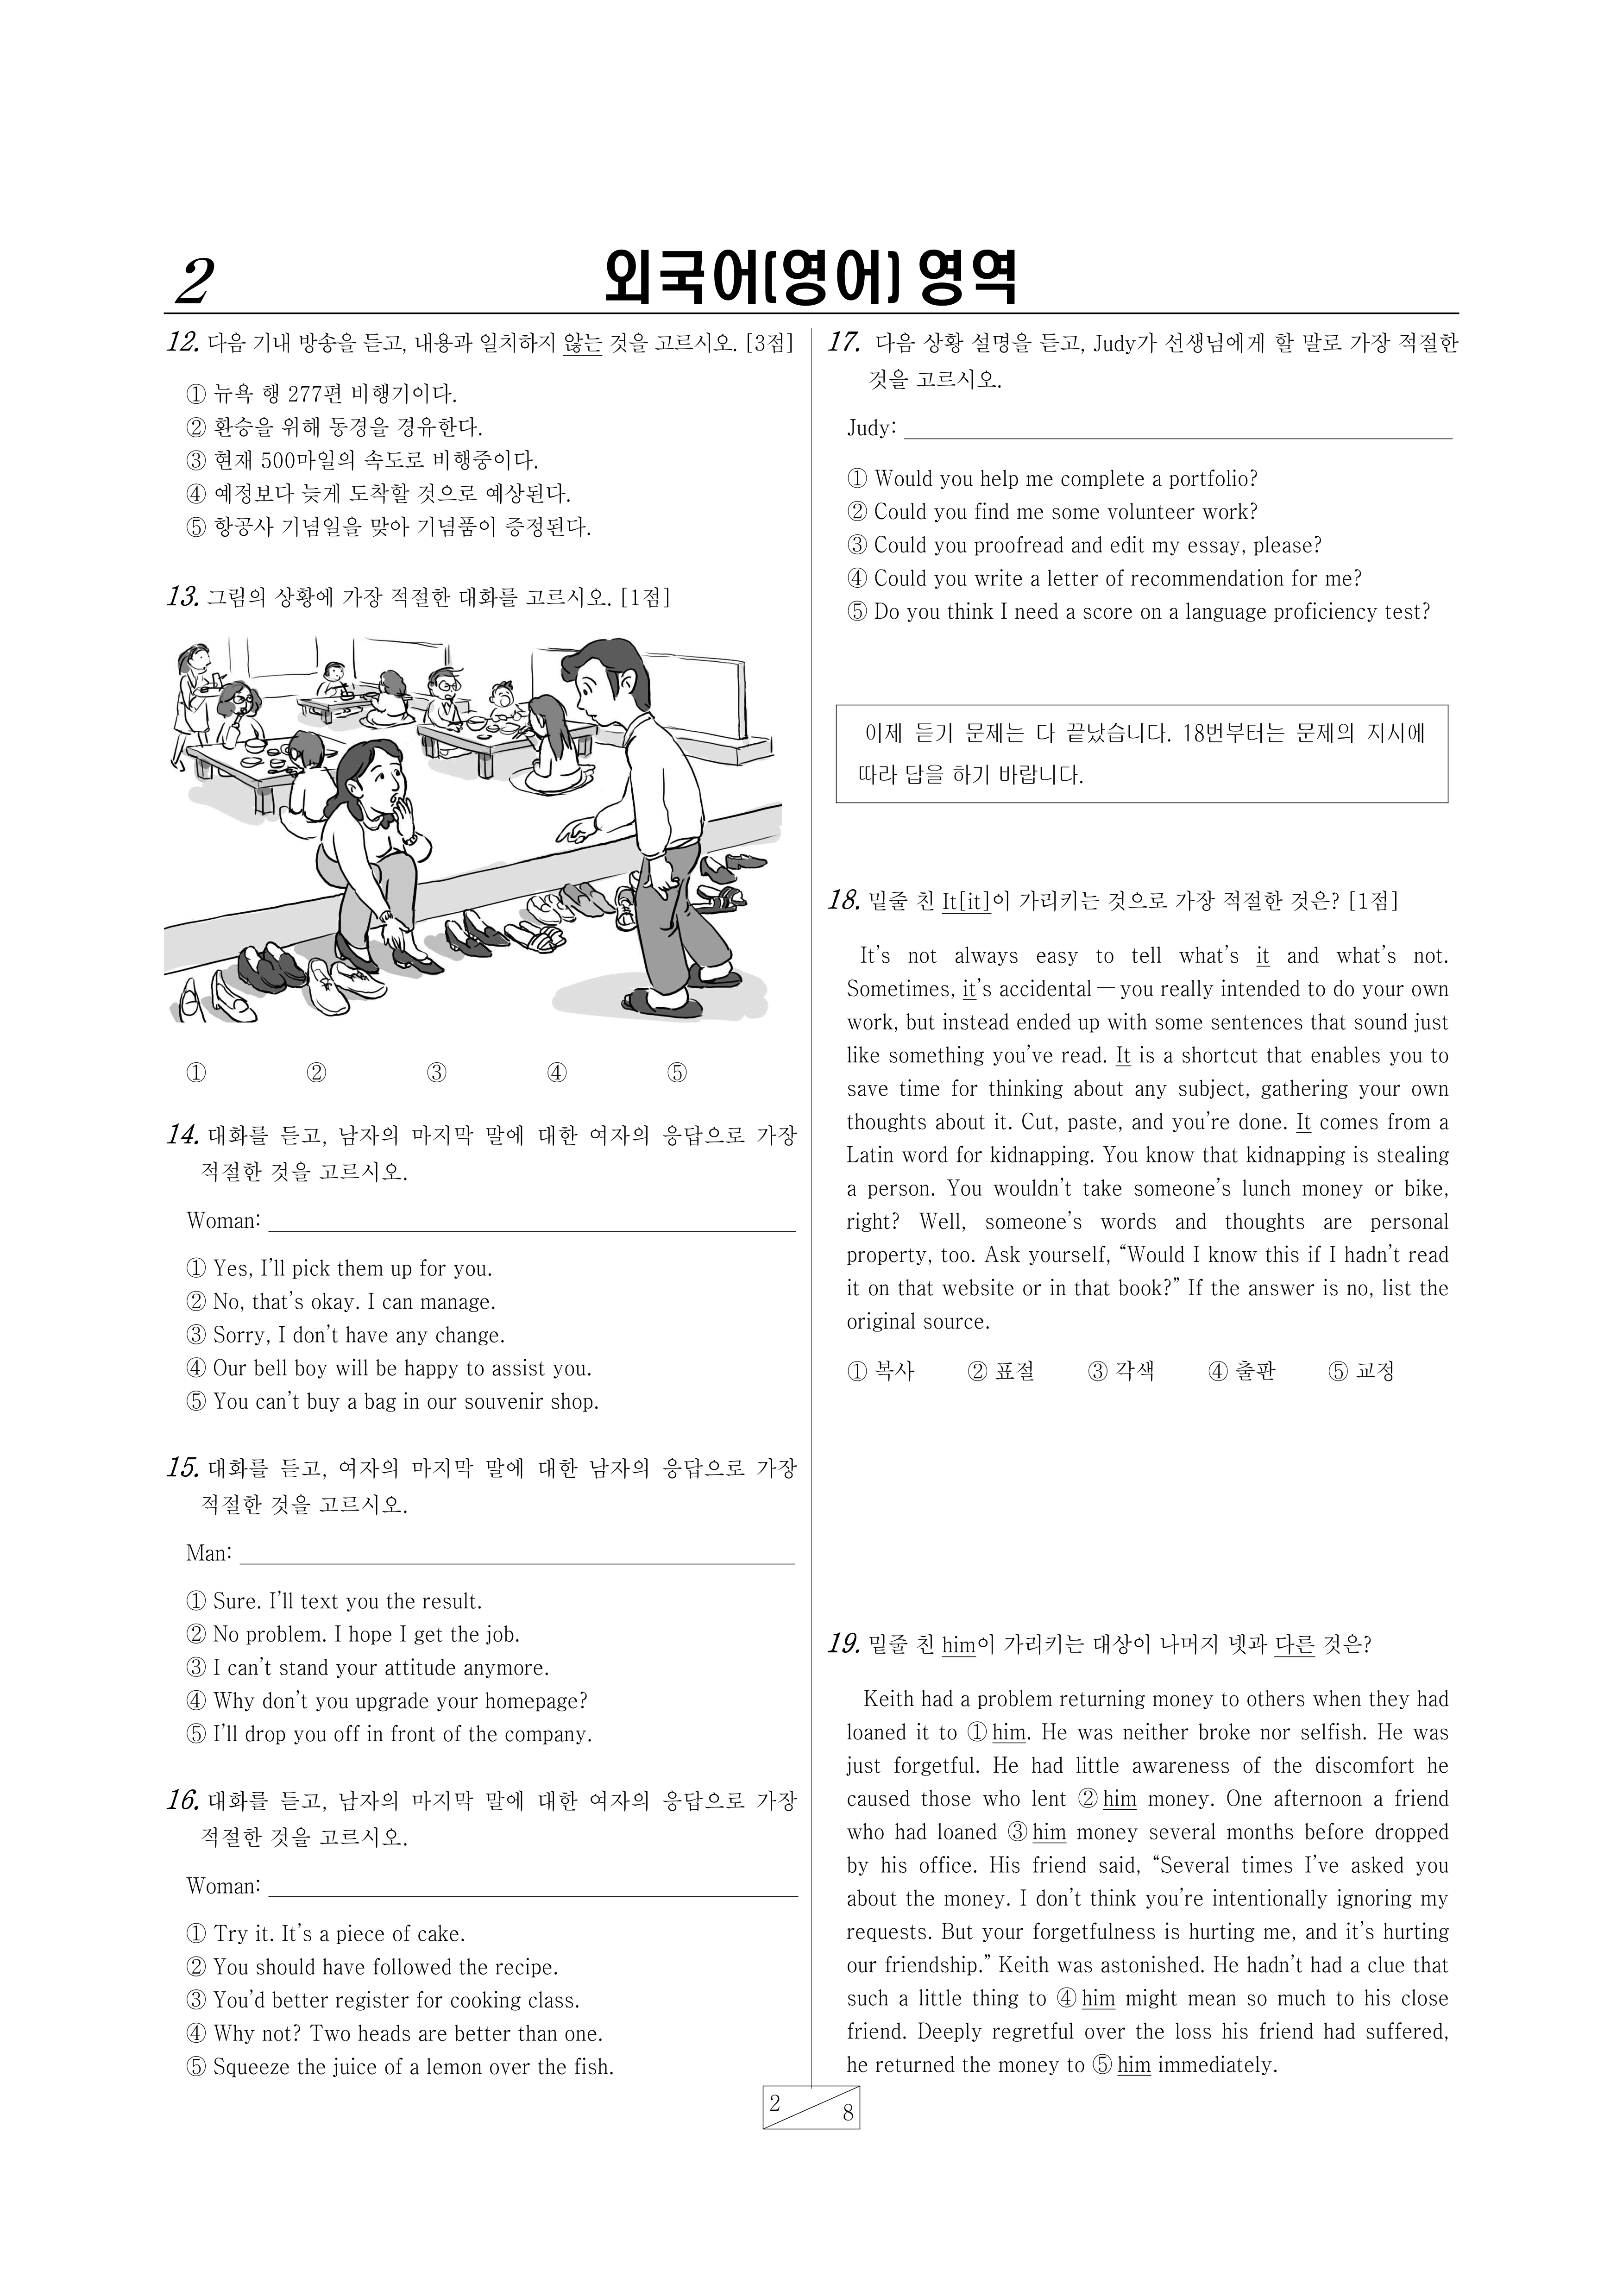 2
외국어(영어) 영역
12. 다음 기내 방송을 듣고, 내용과 일치하지 않는 것을 고르시오. [3점]
① 뉴욕 행 277편 비행기이다.
② 환승을 위해 동경을 경유한다.
③ 현재 500마일의 속도로 비행중이다.
④ 예정보다 늦게 도착할 것으로 예상된다.
⑤ 항공사 기념일을 맞아 기념품이 증정된다.
13. 그림의 상황에 가장 적절한 대화를 고르시오. [1점]
① ② ③ ④ ⑤
14. 대화를 듣고, 남자의 마지막 말에 대한 여자의 응답으로 가장
적절한 것을 고르시오.
Woman:
① Yes, I’ll pick them up for you.
② No, that’s okay. I can manage.
③ Sorry, I don’t have any change.
④ Our bell boy will be happy to assist you.
⑤ You can’t buy a bag in our souvenir shop.
15. 대화를 듣고, 여자의 마지막 말에 대한 남자의 응답으로 가장
적절한 것을 고르시오.
Man:
① Sure. I’ll text you the result.
② No problem. I hope I get the job.
③ I can’t stand your attitude anymore.
④ Why don’t you upgrade your homepage?
⑤ I’ll drop you off in front of the company.
16. 대화를 듣고, 남자의 마지막 말에 대한 여자의 응답으로 가장
적절한 것을 고르시오.
Woman:
① Try it. It’s a piece of cake.
② You should have followed the recipe.
③ You’d better register for cooking class.
④ Why not? Two heads are better than one.
⑤ Squeeze the juice of a lemon over the fish.
17. 다음 상황 설명을 듣고, Judy가 선생님에게 할 말로 가장 적절한
것을 고르시오.
Judy:
① Would you help me complete a portfolio?
② Could you find me some volunteer work?
③ Could you proofread and edit my essay, please?
④ Could you write a letter of recommendation for me?
⑤ Do you think I need a score on a language proficiency test?
이제 듣기 문제는 다 끝났습니다. 18번부터는 문제의 지시에
따라 답을 하기 바랍니다.
18. 밑줄 친 It[it]이 가리키는 것으로 가장 적절한 것은? [1점]
It’s not always easy to tell what’s it and what’s not.
Sometimes, it’s accidental ─ you really intended to do your own
work, but instead ended up with some sentences that sound just
like something you’ve read. It is a shortcut that enables you to
save time for thinking about any subject, gathering your own
thoughts about it. Cut, paste, and you’re done. It comes from a
Latin word for kidnapping. You know that kidnapping is stealing
a person. You wouldn’t take someone’s lunch money or bike,
right? Well, someone’s words and thoughts are personal
property, too. Ask yourself, “Would I know this if I hadn’t read
it on that website or in that book?” If the answer is no, list the
original source.
① 복사 ② 표절 ③ 각색 ④ 출판 ⑤ 교정
19. 밑줄 친 him이 가리키는 대상이 나머지 넷과 다른 것은?
Keith had a problem returning money to others when they had
loaned it to ① him. He was neither broke nor selfish. He was
just forgetful. He had little awareness of the discomfort he
caused those who lent ② him money. One afternoon a friend
who had loaned ③ him money several months before dropped
by his office. His friend said, “Several times I’ve asked you
about the money. I don’t think you’re intentionally ignoring my
requests. But your forgetfulness is hurting me, and it’s hurting
our friendship.” Keith was astonished. He hadn’t had a clue that
such a little thing to ④ him might mean so much to his close
friend. Deeply regretful over the loss his friend had suffered,
he returned the money to ⑤ him immediately.
2
8